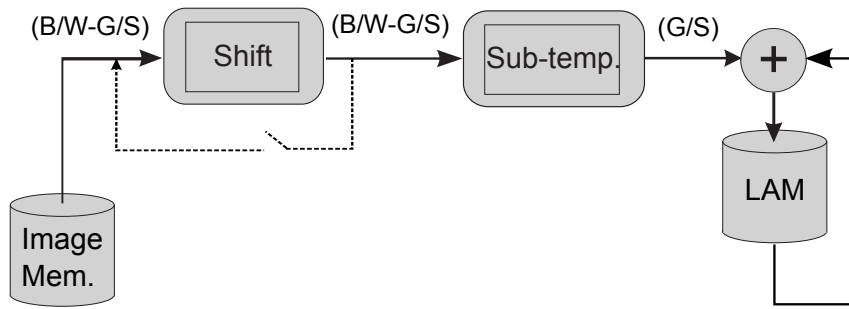 (B/W-G/S)
(B/W-G/S)
(G/S)
Shift
Sub-temp.
+
LAM
Image
Mem.